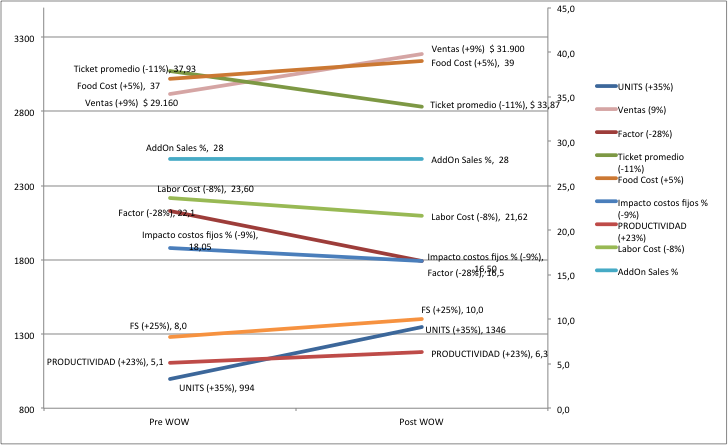 45,0
3300
40,0
Ventas (+9%)  $ 31.900
Food Cost (+5%),  39
Ticket promedio (-11%), 37,93
Food Cost (+5%),  37
Ventas (+9%)  $ 29.160
35,0
Ticket promedio (-11%), $ 33,87
2800
30,0
AddOn Sales %,  28
AddOn Sales %,  28
2300
25,0
Labor Cost (-8%),  23,60
Factor (-28%), 22,1
Labor Cost (-8%),  21,62
20,0
Impacto costos fijos % (-9%),
18,05
1800
Impacto costos fijos % (-9%),
16,50
Factor (-28%), 16,5
15,0
FS (+25%), 8,0
FS (+25%), 10,0
10,0
1300
UNITS (+35%), 1346
PRODUCTIVIDAD (+23%), 5,1
PRODUCTIVIDAD (+23%), 6,3
5,0
UNITS (+35%), 994
800
0,0
Pre WOW
Post WOW
UNITS (+35%)
Ventas (9%)
Factor (-28%)
Ticket promedio
(-11%)
Food Cost (+5%)
Impacto costos fijos %
(-9%)
PRODUCTIVIDAD
(+23%)
Labor Cost (-8%)
AddOn Sales %